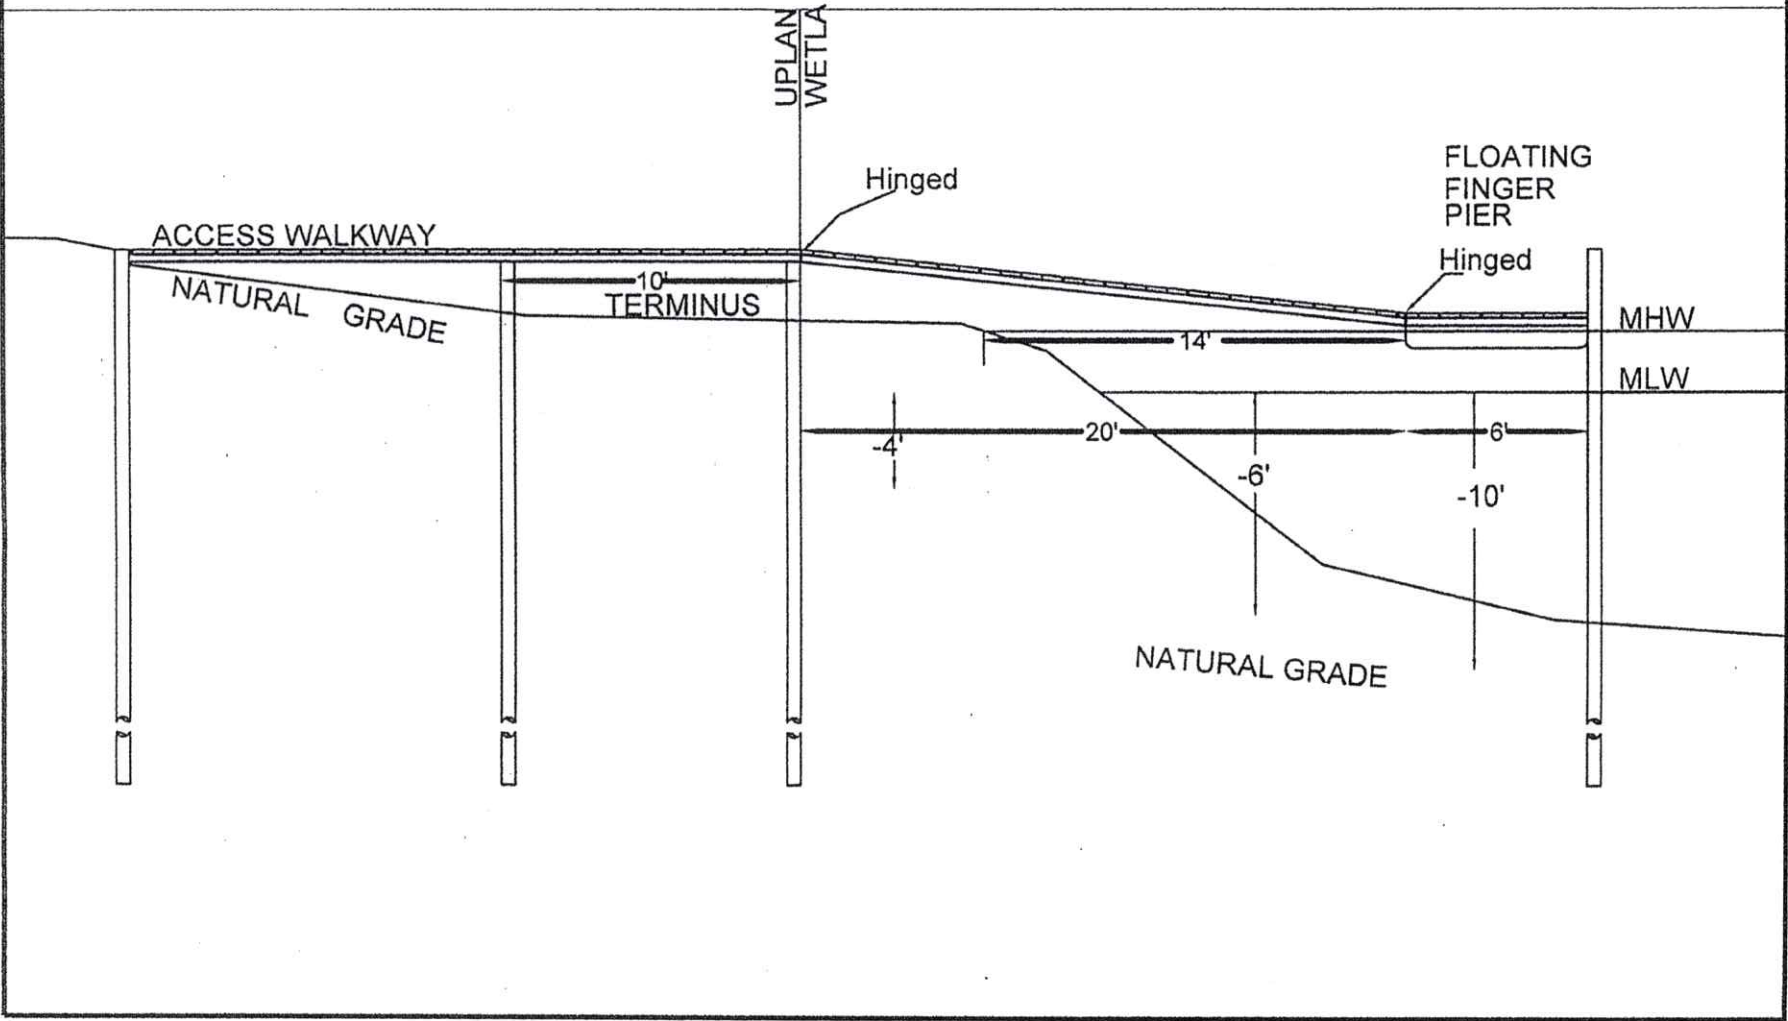 UPLAN
WETLA
Hinged
FLOATING
FINGER
PIER
Hinged
ACCESS WALKWAY
10'
TERMINUS
NATURAL GRADE
MHW
14'
MLW
20'
6'
-4'
-6'
-10'
NATURAL GRADE